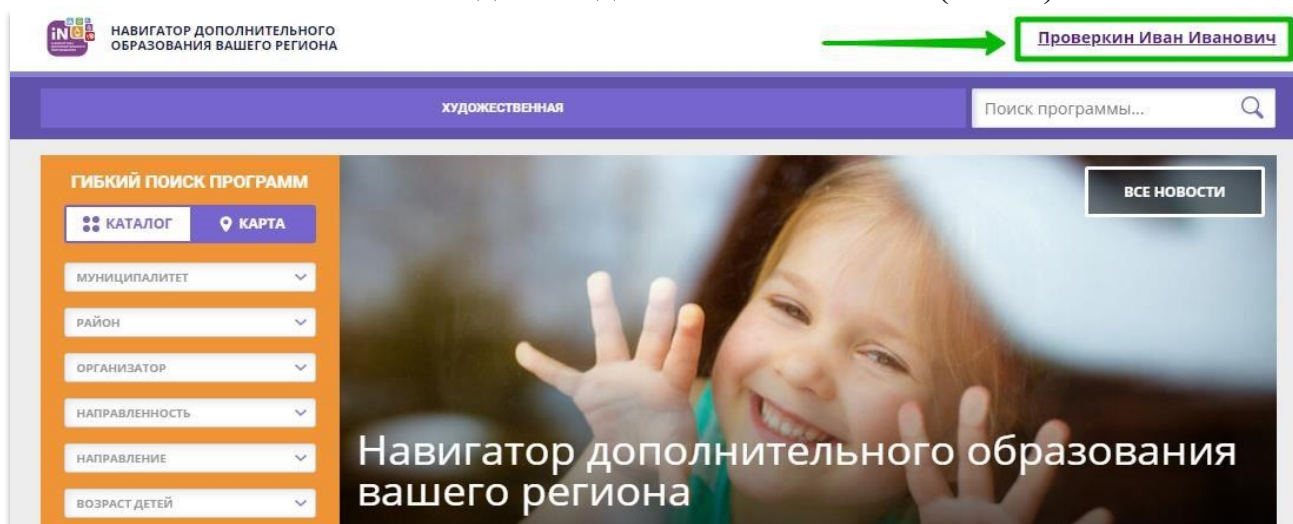 НАВИГАТОР ДОПОЛНИТЕЛЬНОГО
ОБРАЗОВАНИЯ ВАШЕГО РЕГИОНА
Проверкин Иван Иванович
ХУДОЖЕСТВЕННАЯ
Поиск программы...
ГИБКИЙ ПОИСК ПРОГРАММ
КАТАЛОГ
КАРТА
МУНИЦИПАЛИТЕТ
РАЙОН
ОРГАНИЗАТОР
НАПРАВЛЕННОСТЬ
НАПРАВЛЕНИЕ
ВОЗРАСТ ДЕТЕЙ
ВСЕ НОВОСТИ
Навигатор дополнительного образования
вашего региона